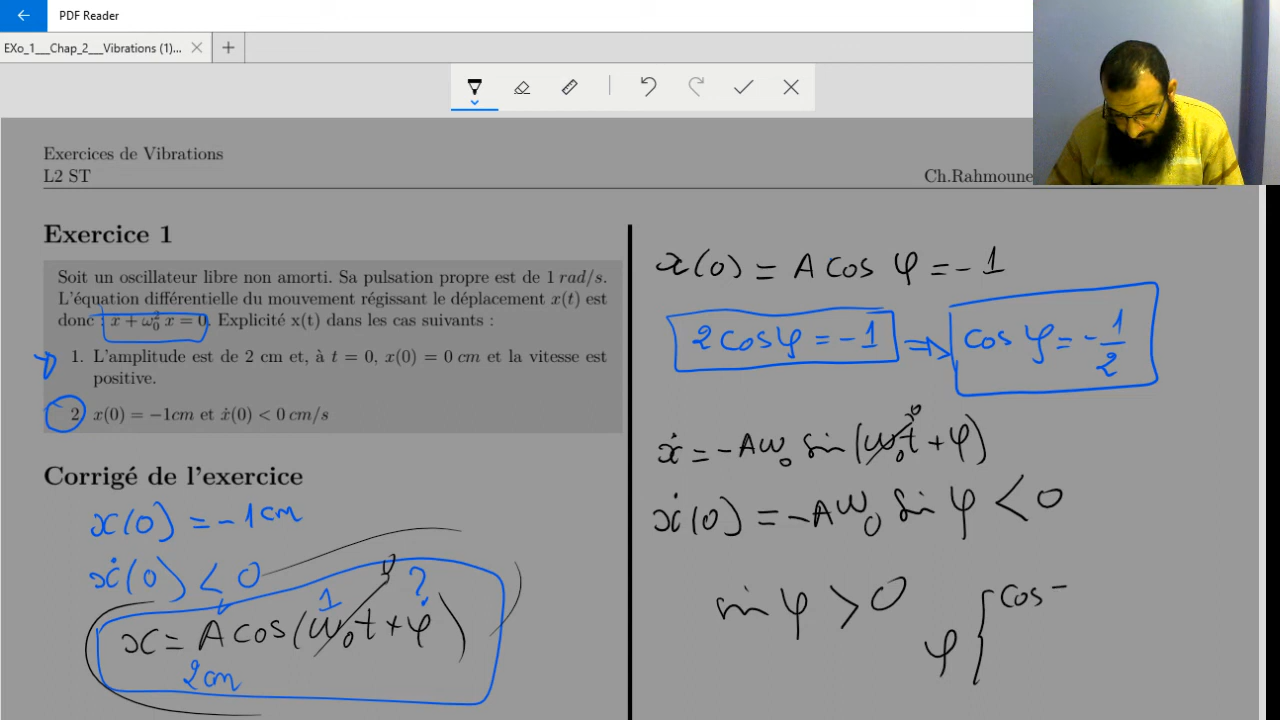 PDF Reader
EXo_1___Chap_2___Vibrations (1)...
Exercices de Vibrations
L2 ST
Ch.Rahmoune
Exercice 1
Soit un oscillateur libre non amorti. Sa pulsation propre est de 1 rad/s.
L'équation différentielle du mouvement régissant le déplacement x(t) est
donc : ẍ + ω₀² x = 0. Explicité x(t) dans les cas suivants :
1. L'amplitude est de 2 cm et, à t = 0, x(0) = 0 cm et la vitesse est
positive.
2. x(0) = −1cm et ẋ(0) < 0 cm/s
Corrigé de l'exercice
x(0) = -1cm
ẋ(0) < 0
1 ?
x = A cos(ω₀t + φ)
2cm
x(0) = A cos φ = -1
2 cos φ = -1 ⇒ cos φ = -1/2
ẋ = -Aω₀ sin(ω₀t + φ)
ẋ(0) = -Aω₀ sin φ < 0
sin φ > 0
φ { cos -